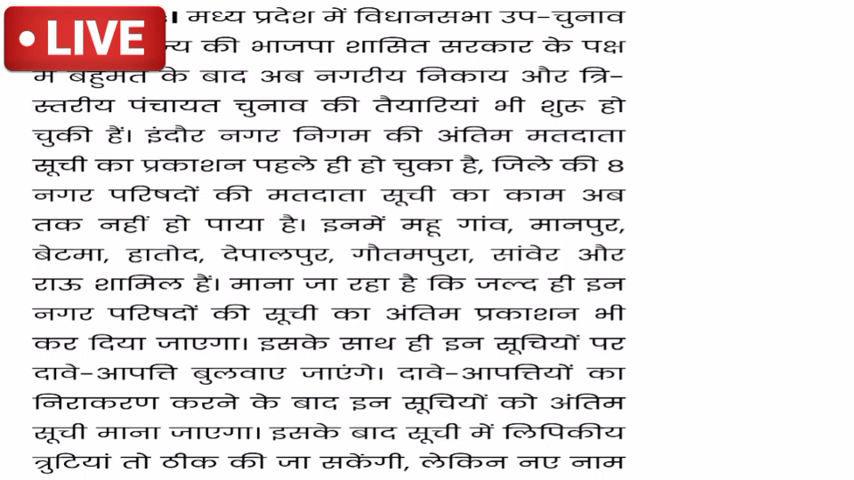 LIVE
मध्य प्रदेश में विधानसभा उप-चुनाव
की भाजपा शासित सरकार के पक्ष
में बहुमत के बाद अब नगरीय निकाय और त्रि-
स्तरीय पंचायत चुनाव की तैयारियां भी शुरू हो
चुकी हैं। इंदौर नगर निगम की अंतिम मतदाता
सूची का प्रकाशन पहले ही हो चुका है, जिले की 8
नगर परिषदों की मतदाता सूची का काम अब
तक नहीं हो पाया है। इनमें महू गांव, मानपुर,
बेटमा, हातोद, देपालपुर, गौतमपुरा, सांवेर और
राऊ शामिल हैं। माना जा रहा है कि जल्द ही इन
नगर परिषदों की सूची का अंतिम प्रकाशन भी
कर दिया जाएगा। इसके साथ ही इन सूचियों पर
दावे-आपत्ति बुलवाए जाएंगे। दावे-आपत्तियों का
निराकरण करने के बाद इन सूचियों को अंतिम
सूची माना जाएगा। इसके बाद सूची में लिपिकीय
त्रुटियां तो ठीक की जा सकेंगी, लेकिन नए नाम